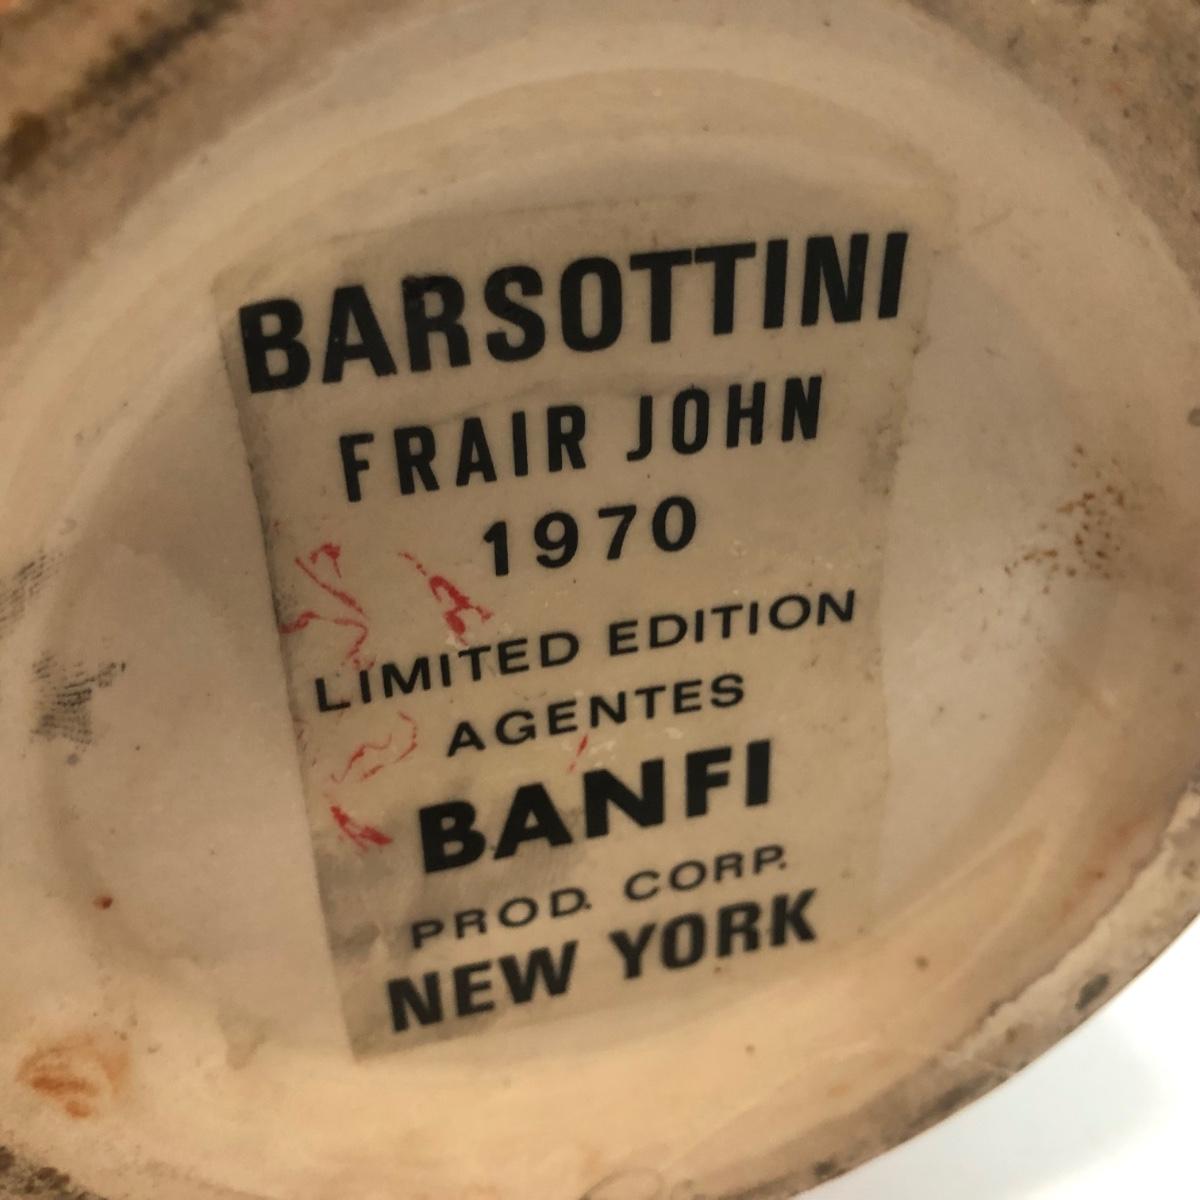 BARSOTTINI
FRAIR JOHN
1970
LIMITED EDITION
AGENTES
BANFI
PROD. CORP.
NEW YORK